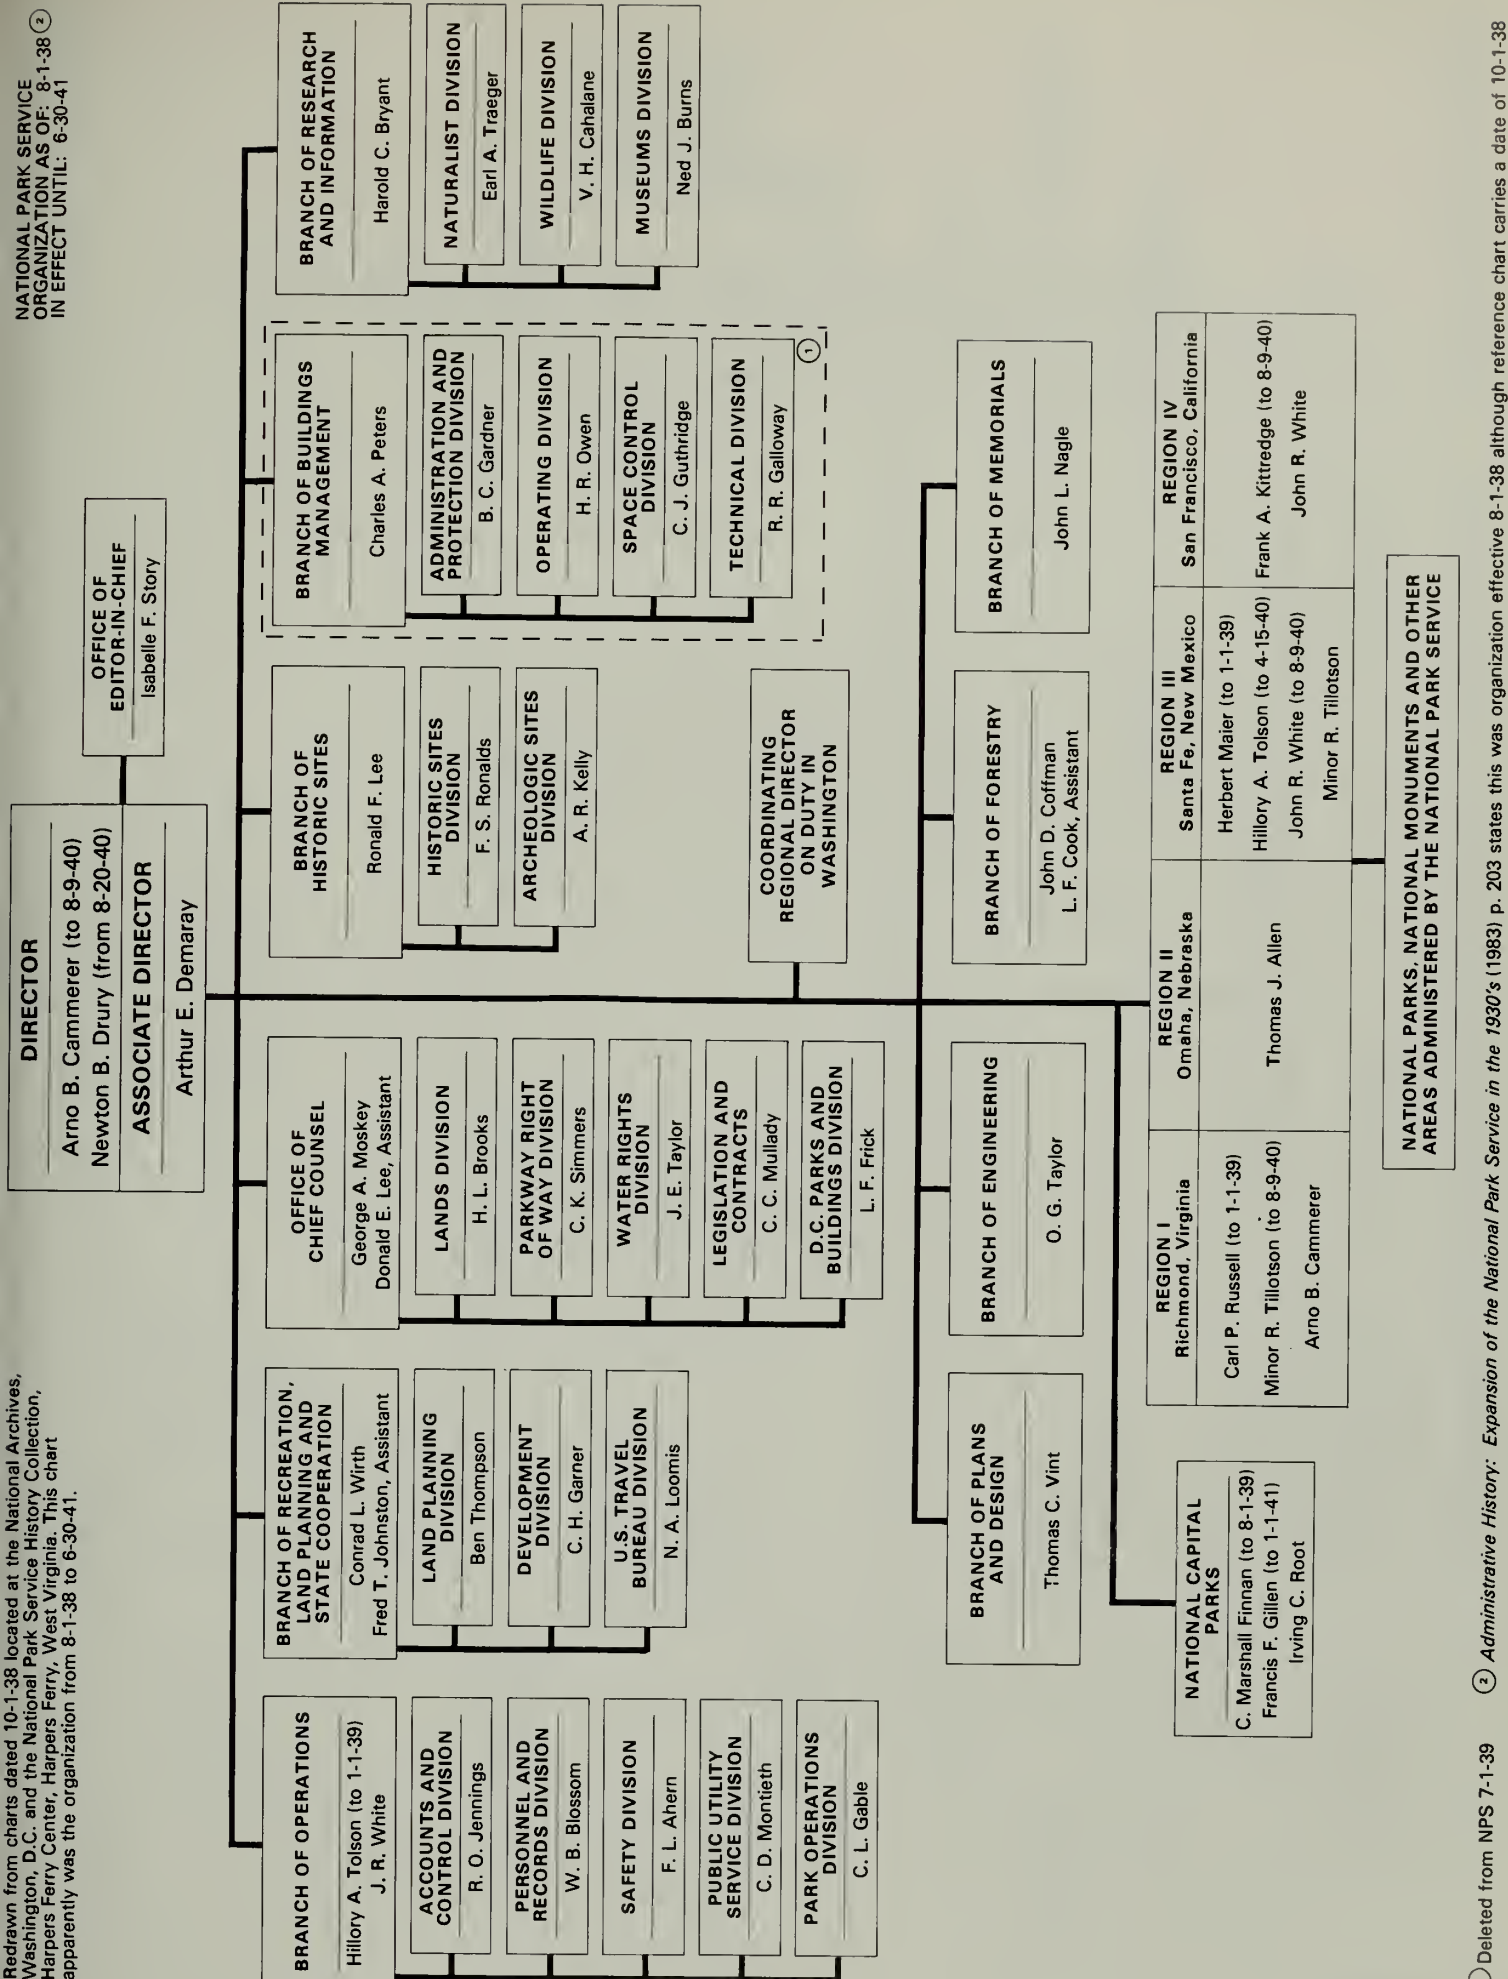 Redrawn from charts dated 10-1-38 located at the National Archives,
Washington, D.C. and the National Park Service History Collection,
Harpers Ferry Center, Harpers Ferry, West Virginia. This chart
apparently was the organization from 8-1-38 to 6-30-41.
NATIONAL PARK SERVICE
ORGANIZATION AS OF: 8-1-38 ②
IN EFFECT UNTIL: 6-30-41
DIRECTOR
Arno B. Cammerer (to 8-9-40)
Newton B. Drury (from 8-20-40)
ASSOCIATE DIRECTOR
Arthur E. Demaray
OFFICE OF
EDITOR-IN-CHIEF
Isabelle F. Story
BRANCH OF OPERATIONS
Hillory A. Tolson (to 1-1-39)
J. R. White
ACCOUNTS AND
CONTROL DIVISION
R. O. Jennings
PERSONNEL AND
RECORDS DIVISION
W. B. Blossom
SAFETY DIVISION
F. L. Ahern
PUBLIC UTILITY
SERVICE DIVISION
C. D. Montieth
PARK OPERATIONS
DIVISION
C. L. Gable
BRANCH OF RECREATION,
LAND PLANNING AND
STATE COOPERATION
Conrad L. Wirth
Fred T. Johnston, Assistant
LAND PLANNING
DIVISION
Ben Thompson
DEVELOPMENT
DIVISION
C. H. Garner
U.S. TRAVEL
BUREAU DIVISION
N. A. Loomis
OFFICE OF
CHIEF COUNSEL
George A. Moskey
Donald E. Lee, Assistant
LANDS DIVISION
H. L. Brooks
PARKWAY RIGHT
OF WAY DIVISION
C. K. Simmers
WATER RIGHTS
DIVISION
J. E. Taylor
LEGISLATION AND
CONTRACTS
C. C. Mullady
D.C. PARKS AND
BUILDINGS DIVISION
L. F. Frick
BRANCH OF
HISTORIC SITES
Ronald F. Lee
HISTORIC SITES
DIVISION
F. S. Ronalds
ARCHEOLOGIC SITES
DIVISION
A. R. Kelly
BRANCH OF BUILDINGS
MANAGEMENT
Charles A. Peters
ADMINISTRATION AND
PROTECTION DIVISION
B. C. Gardner
OPERATING DIVISION
H. R. Owen
SPACE CONTROL
DIVISION
C. J. Guthridge
TECHNICAL DIVISION
R. R. Galloway
①
BRANCH OF RESEARCH
AND INFORMATION
Harold C. Bryant
NATURALIST DIVISION
Earl A. Traeger
WILDLIFE DIVISION
V. H. Cahalane
MUSEUMS DIVISION
Ned J. Burns
COORDINATING
REGIONAL DIRECTOR
ON DUTY IN
WASHINGTON
BRANCH OF PLANS
AND DESIGN
Thomas C. Vint
BRANCH OF ENGINEERING
O. G. Taylor
BRANCH OF FORESTRY
John D. Coffman
L. F. Cook, Assistant
BRANCH OF MEMORIALS
John L. Nagle
NATIONAL CAPITAL
PARKS
C. Marshall Finnan (to 8-1-39)
Francis F. Gillen (to 1-1-41)
Irving C. Root
REGION I
Richmond, Virginia
Carl P. Russell (to 1-1-39)
Minor R. Tillotson (to 8-9-40)
Arno B. Cammerer
REGION II
Omaha, Nebraska
Thomas J. Allen
REGION III
Santa Fe, New Mexico
Herbert Maier (to 1-1-39)
Hillory A. Tolson (to 4-15-40)
John R. White (to 8-9-40)
Minor R. Tillotson
REGION IV
San Francisco, California
Frank A. Kittredge (to 8-9-40)
John R. White
NATIONAL PARKS, NATIONAL MONUMENTS AND OTHER
AREAS ADMINISTERED BY THE NATIONAL PARK SERVICE
Deleted from NPS 7-1-39
② Administrative History: Expansion of the National Park Service in the 1930's (1983) p. 203 states this was organization effective 8-1-38 although reference chart carries a date of 10-1-38